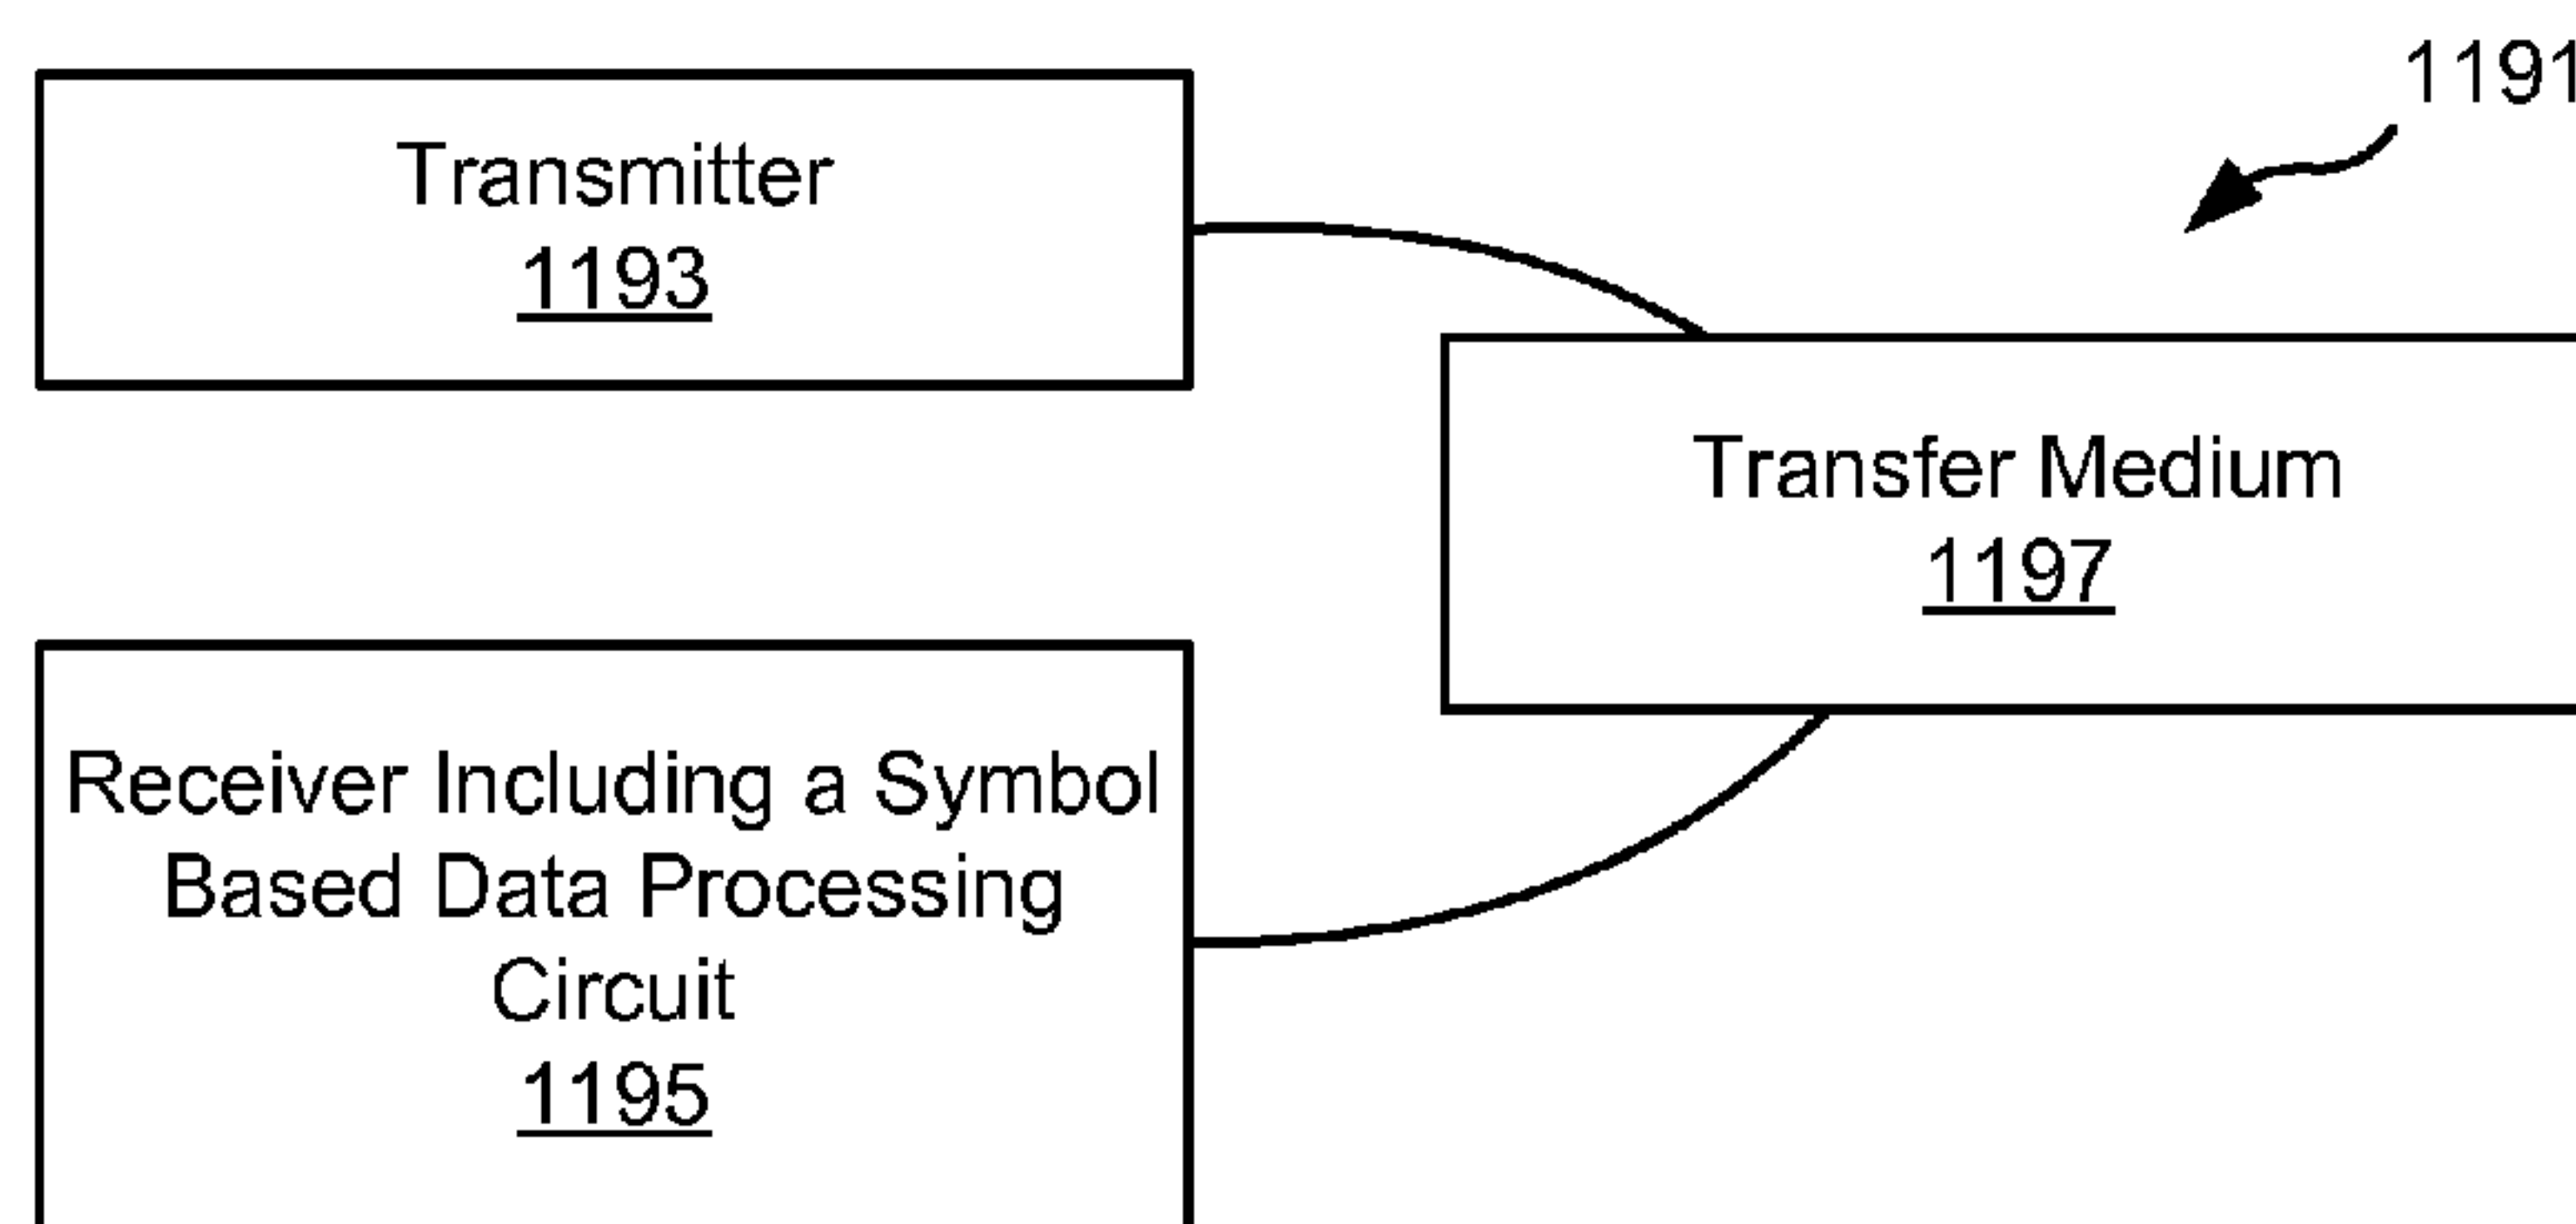 1191
Transmitter
1193
Transfer Medium
1197
Receiver Including a Symbol
Based Data Processing
Circuit
1195